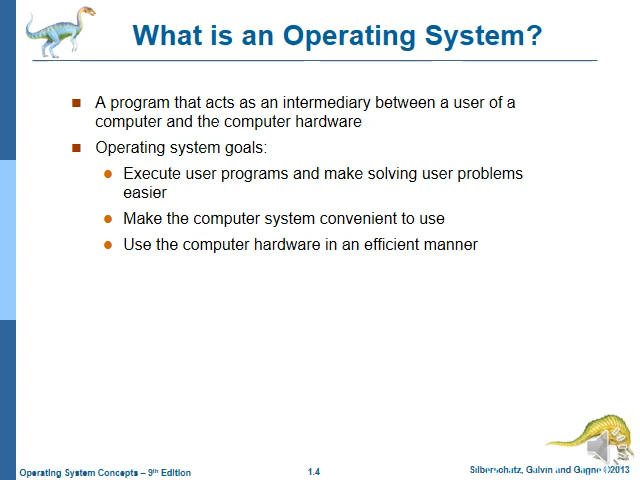 What is an Operating System?
A program that acts as an intermediary between a user of a
computer and the computer hardware
Operating system goals:
Execute user programs and make solving user problems
easier
Make the computer system convenient to use
Use the computer hardware in an efficient manner
Operating System Concepts – 9th Edition
1.4
Silberschatz, Galvin and Gagne ©2013